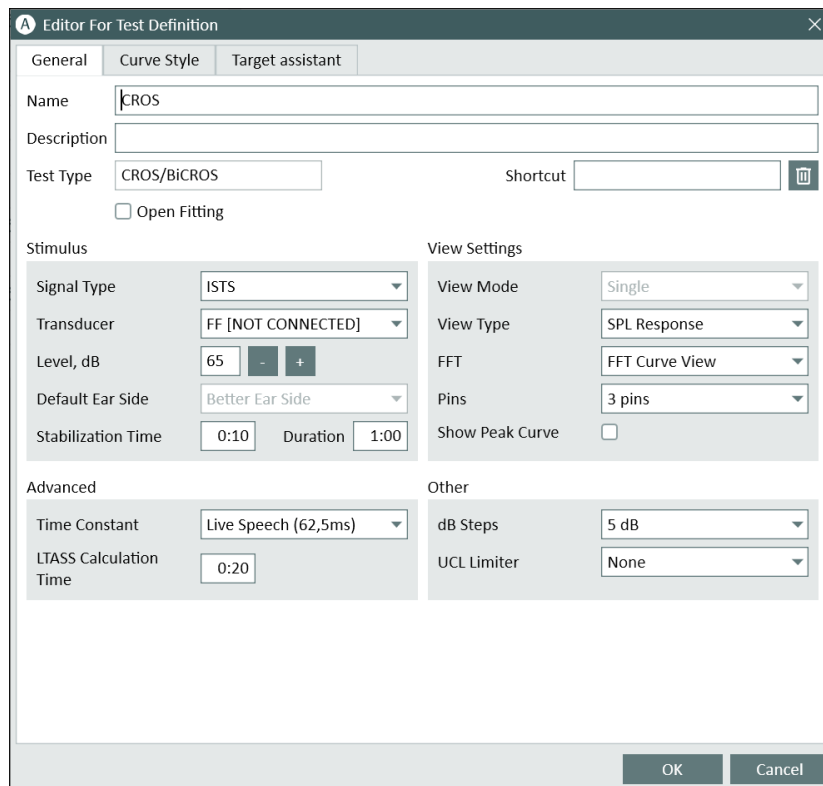 A Editor For Test Definition
General Curve Style Target assistant
Name CROS
Description
Test Type CROS/BiCROS Shortcut
Open Fitting
Stimulus
Signal Type ISTS
Transducer FF [NOT CONNECTED]
Level, dB 65 - +
Default Ear Side Better Ear Side
Stabilization Time 0:10 Duration 1:00
View Settings
View Mode Single
View Type SPL Response
FFT FFT Curve View
Pins 3 pins
Show Peak Curve
Advanced
Time Constant Live Speech (62,5ms)
LTASS Calculation
Time 0:20
Other
dB Steps 5 dB
UCL Limiter None
OK Cancel